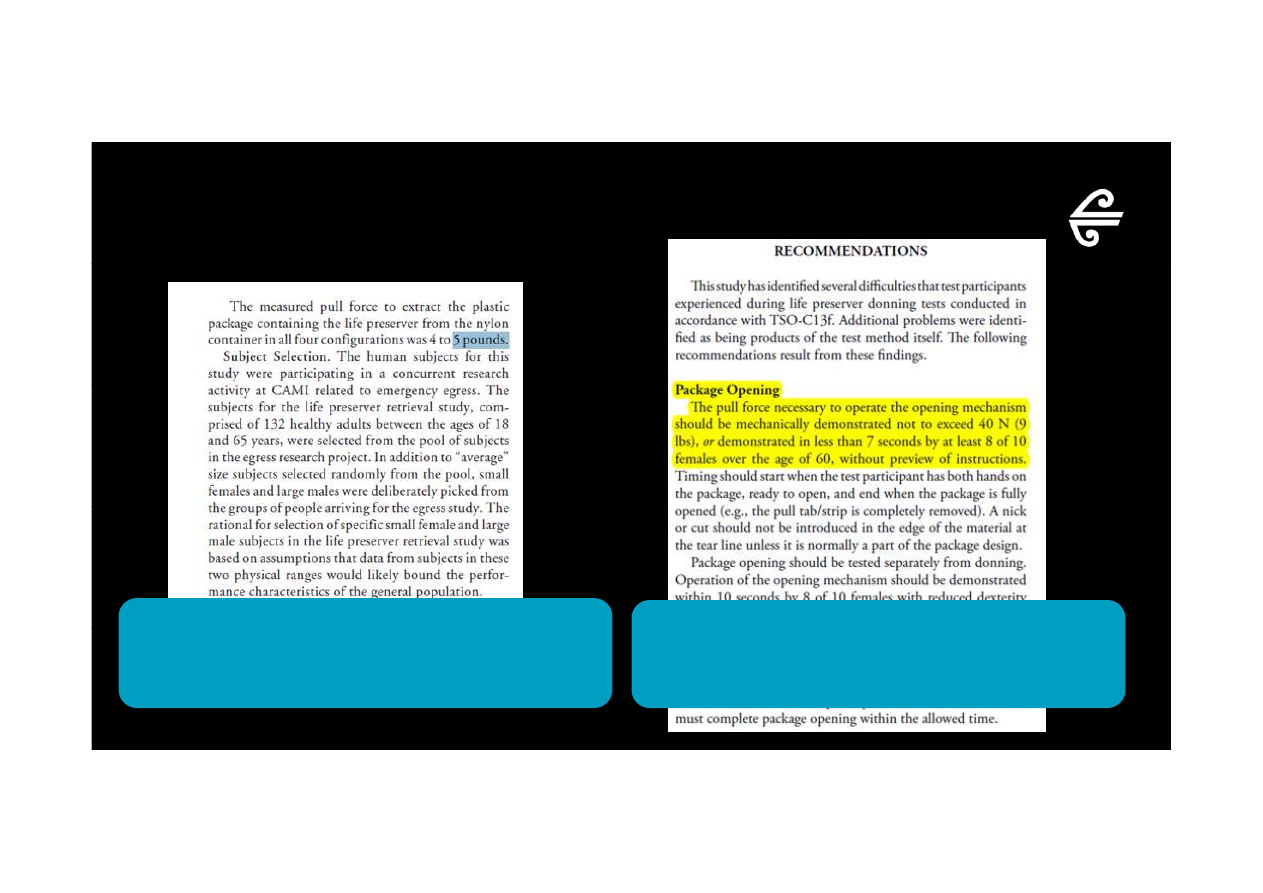 The measured pull force to extract the plastic
package containing the life preserver from the nylon
container in all four configurations was 4 to 5 pounds.
Subject Selection. The human subjects for this
study were participating in a concurrent research
activity at CAMI related to emergency egress. The
subjects for the life preserver retrieval study, com-
prised of 132 healthy adults between the ages of 18
and 65 years, were selected from the pool of subjects
in the egress research project. In addition to "average"
size subjects selected randomly from the pool, small
females and large males were deliberately picked from
the groups of people arriving for the egress study. The
rational for selection of specific small female and large
male subjects in the life preserver retrieval study was
based on assumptions that data from subjects in these
two physical ranges would likely bound the perfor-
mance characteristics of the general population.
RECOMMENDATIONS
This study has identified several difficulties that test participants
experienced during life preserver donning tests conducted in
accordance with TSO-C13f. Additional problems were identi-
fied as being products of the test method itself. The following
recommendations result from these findings.
Package Opening
The pull force necessary to operate the opening mechanism
should be mechanically demonstrated not to exceed 40 N (9
lbs), or demonstrated in less than 7 seconds by at least 8 of 10
females over the age of 60, without preview of instructions.
Timing should start when the test participant has both hands on
the package, ready to open, and end when the package is fully
opened (e.g., the pull tab/strip is completely removed). A nick
or cut should not be introduced in the edge of the material at
the tear line unless it is normally a part of the package design.
Package opening should be tested separately from donning.
Operation of the opening mechanism should be demonstrated
within 10 seconds by 8 of 10 females with reduced dexterity
must complete package opening within the allowed time.